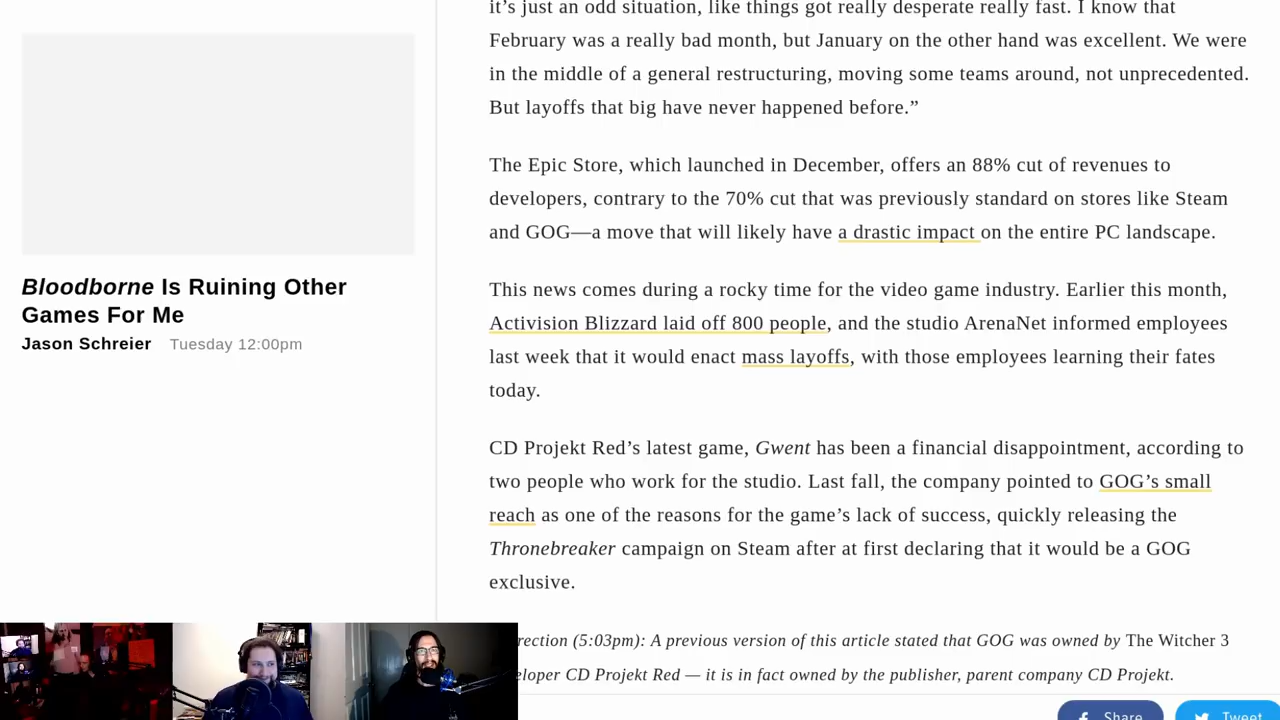 it’s just an odd situation, like things got really desperate really fast. I know that
February was a really bad month, but January on the other hand was excellent. We were
in the middle of a general restructuring, moving some teams around, not unprecedented.
But layoffs that big have never happened before.”
The Epic Store, which launched in December, offers an 88% cut of revenues to
developers, contrary to the 70% cut that was previously standard on stores like Steam
and GOG—a move that will likely have a drastic impact on the entire PC landscape.
This news comes during a rocky time for the video game industry. Earlier this month,
Activision Blizzard laid off 800 people, and the studio ArenaNet informed employees
last week that it would enact mass layoffs, with those employees learning their fates
today.
CD Projekt Red’s latest game, Gwent has been a financial disappointment, according to
two people who work for the studio. Last fall, the company pointed to GOG’s small
reach as one of the reasons for the game’s lack of success, quickly releasing the
Thronebreaker campaign on Steam after at first declaring that it would be a GOG
exclusive.
rection (5:03pm): A previous version of this article stated that GOG was owned by The Witcher 3
eloper CD Projekt Red — it is in fact owned by the publisher, parent company CD Projekt.
Bloodborne Is Ruining Other
Games For Me
Jason Schreier Tuesday 12:00pm
Share
Tweet